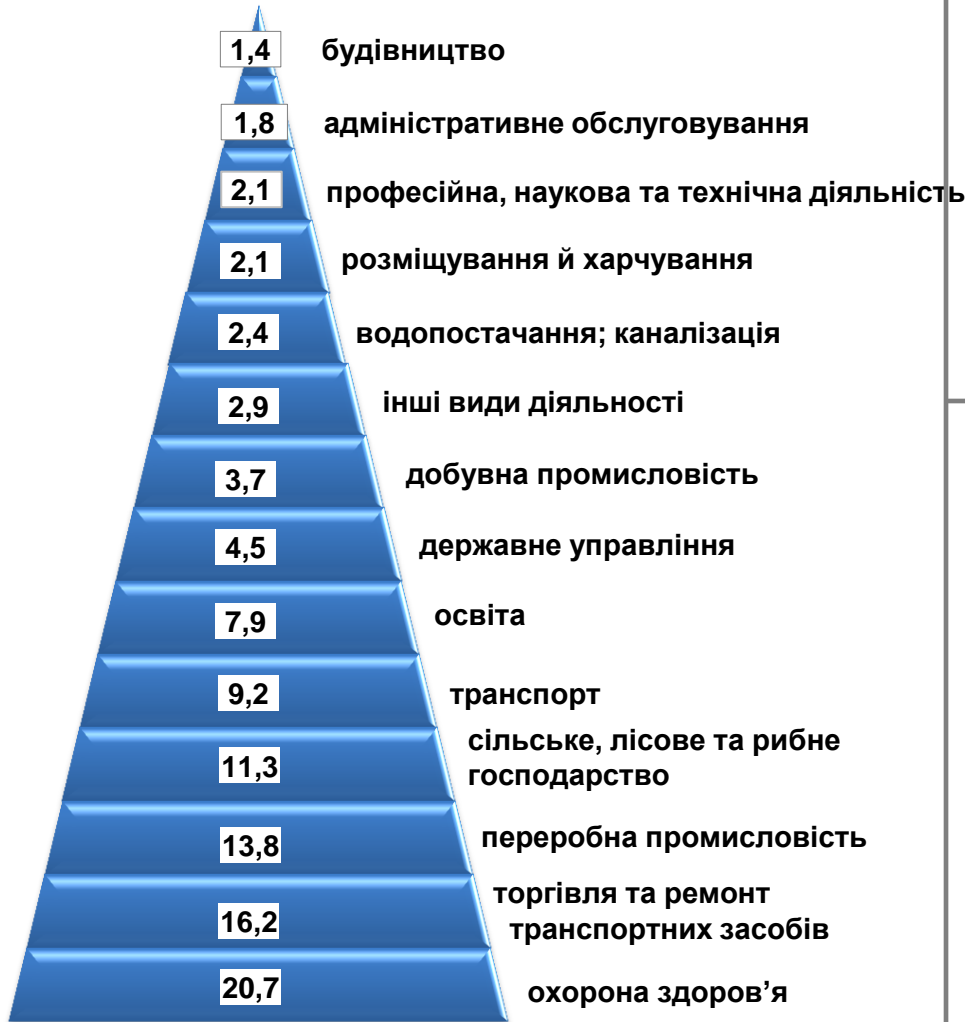 1,4 будівництво
1,8 адміністративне обслуговування
2,1 професійна, наукова та технічна діяльність
2,1 розміщування й харчування
2,4 водопостачання; каналізація
2,9 інші види діяльності
3,7 добувна промисловість
4,5 державне управління
7,9 освіта
9,2 транспорт
11,3 сільське, лісове та рибне
господарство
13,8 переробна промисловість
16,2 торгівля та ремонт
транспортних засобів
20,7 охорона здоров’я